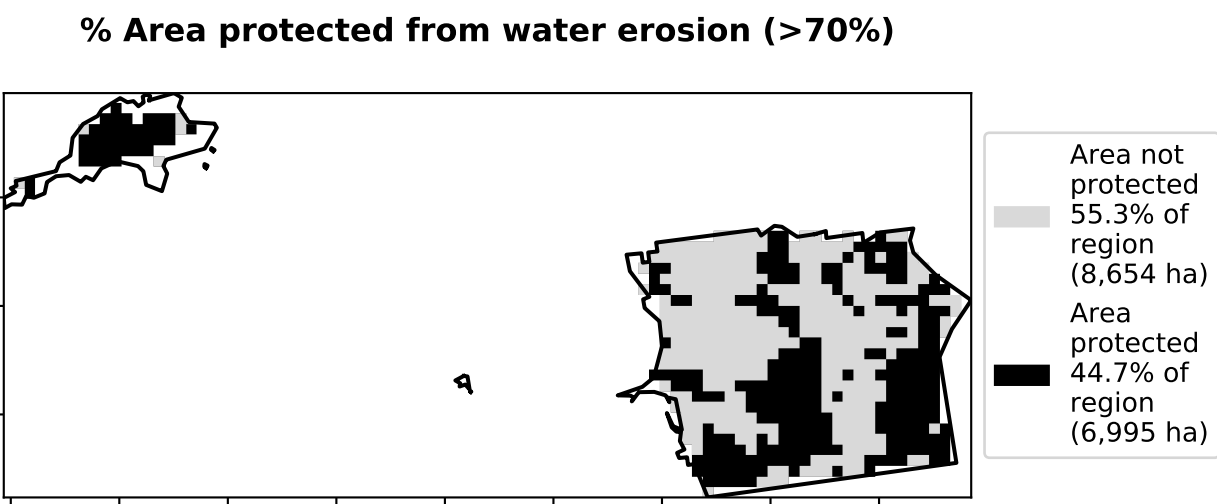 % Area protected from water erosion (>70%)
Area not
protected
55.3% of
region
(8,654 ha)
Area
protected
44.7% of
region
(6,995 ha)